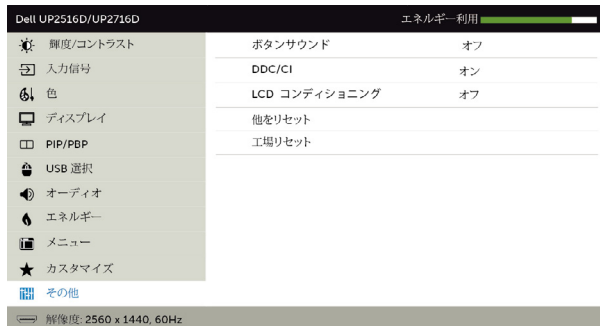 Dell UP2516D/UP2716D
エネルギー利用
輝度/コントラスト
入力信号
色
ディスプレイ
PIP/PBP
USB 選択
オーディオ
エネルギー
メニュー
カスタマイズ
その他
ボタンサウンド オフ
DDC/CI オン
LCD コンディショニング オフ
他をリセット
工場リセット
解像度: 2560 x 1440, 60Hz